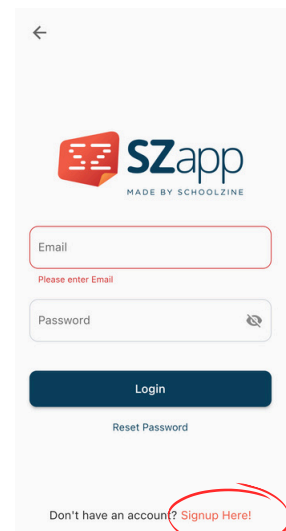 SZapp
MADE BY SCHOOLZINE
Email
Please enter Email
Password
Login
Reset Password
Don't have an account? Signup Here!